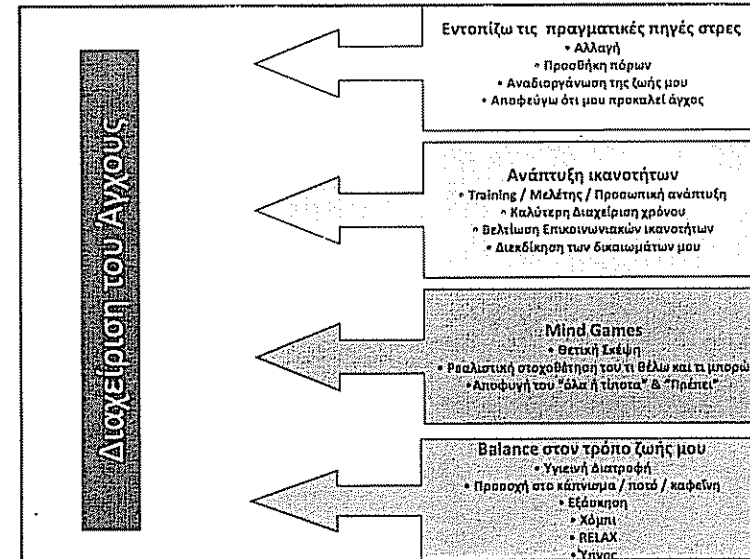 Διαχείριση του Άγχους
Εντοπίζω τις πραγματικές πηγές στρες
• Αλλαγή
• Προσθήκη πόρων
• Αναδιοργάνωση της ζωής μου
• Αποφεύγω ότι μου προκαλεί άγχος
Ανάπτυξη ικανοτήτων
• Training / Μελέτης / Προσωπική ανάπτυξη
• Καλύτερη Διαχείριση χρόνου
• Βελτίωση Επικοινωνιακών ικανοτήτων
• Διεκδίκηση των δικαιωμάτων μου
Mind Games
• Θετική Σκέψη
• Ρεαλιστική στοχοθέτηση του τι θέλω και τι μπορώ
• Αποφυγή του "όλα ή τίποτα" & "Πρέπει"
Balance στον τρόπο ζωής μου
• Υγιεινή Διατροφή
• Προσοχή στο κάπνισμα / ποτό / καφεΐνη
• Εξάσκηση
• Χόμπι
• RELAX
• Ύπνος